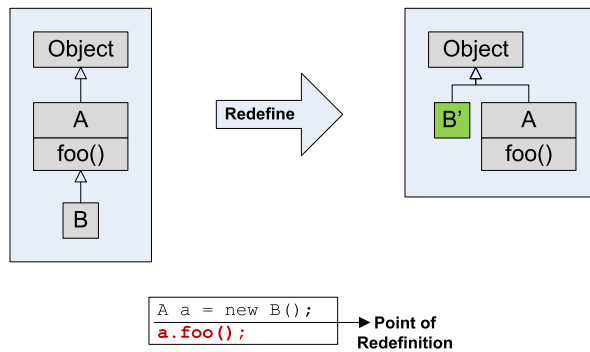 Object
A
foo()
B
Redefine
Object
B'
A
foo()
A a = new B();
a.foo();
Point of
Redefinition